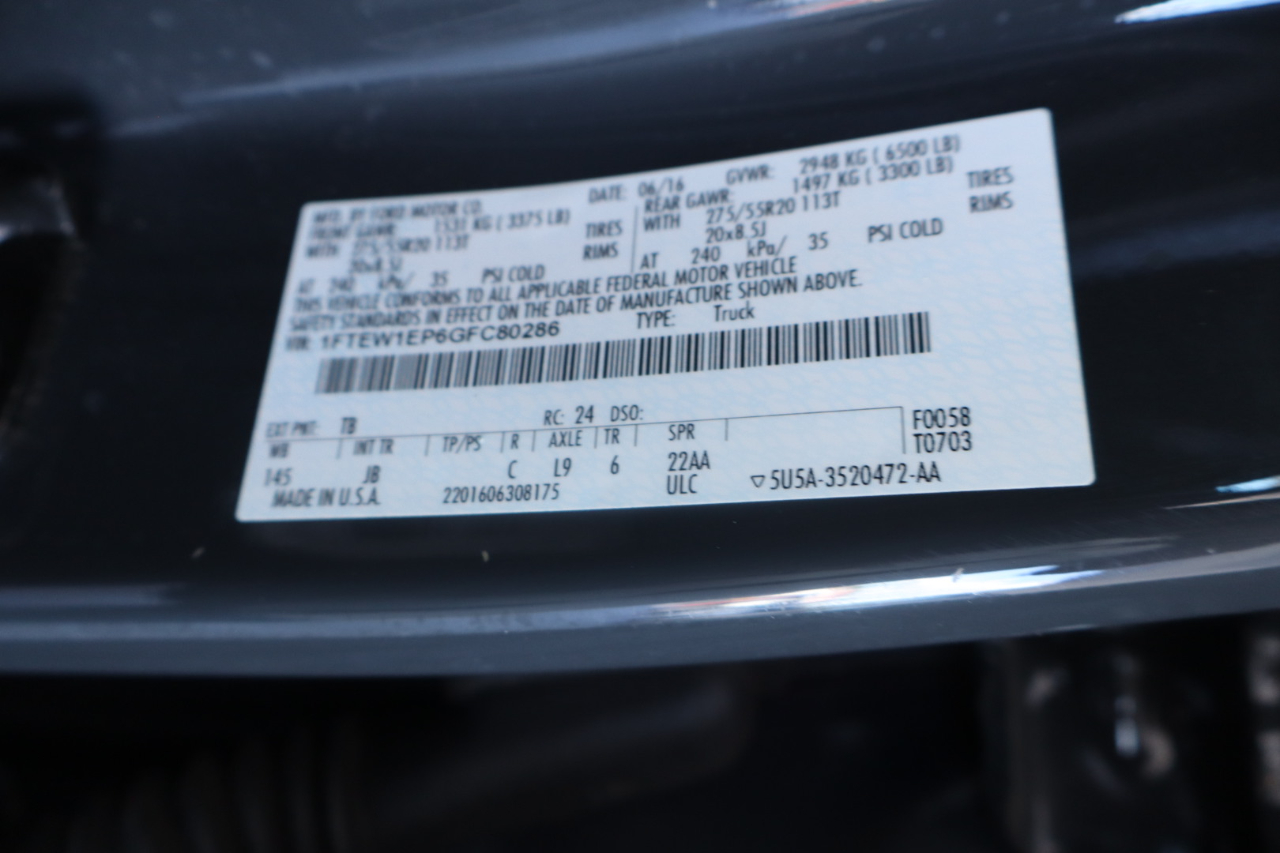 MFD. BY FORD MOTOR CO. DATE: 06/16 GVWR: 2948 KG ( 6500 LB)
FRONT GAWR: 1531 KG ( 3375 LB) REAR GAWR: 1497 KG ( 3300 LB)
WITH 275/55R20 113T TIRES WITH 275/55R20 113T TIRES
20x8.5J RIMS 20x8.5J RIMS
AT 240 kPa/ 35 PSI COLD AT 240 kPa/ 35 PSI COLD
THIS VEHICLE CONFORMS TO ALL APPLICABLE FEDERAL MOTOR VEHICLE
SAFETY STANDARDS IN EFFECT ON THE DATE OF MANUFACTURE SHOWN ABOVE.
VIN: 1FTEW1EP6GFC80286 TYPE: Truck
EXT PNT: TB RC: 24 DSO: F0058
WB INT TR TP/PS R AXLE TR SPR T0703
145 JB C L9 6 22AA
MADE IN U.S.A. 2201606308175 ULC ▽5U5A-3520472-AA